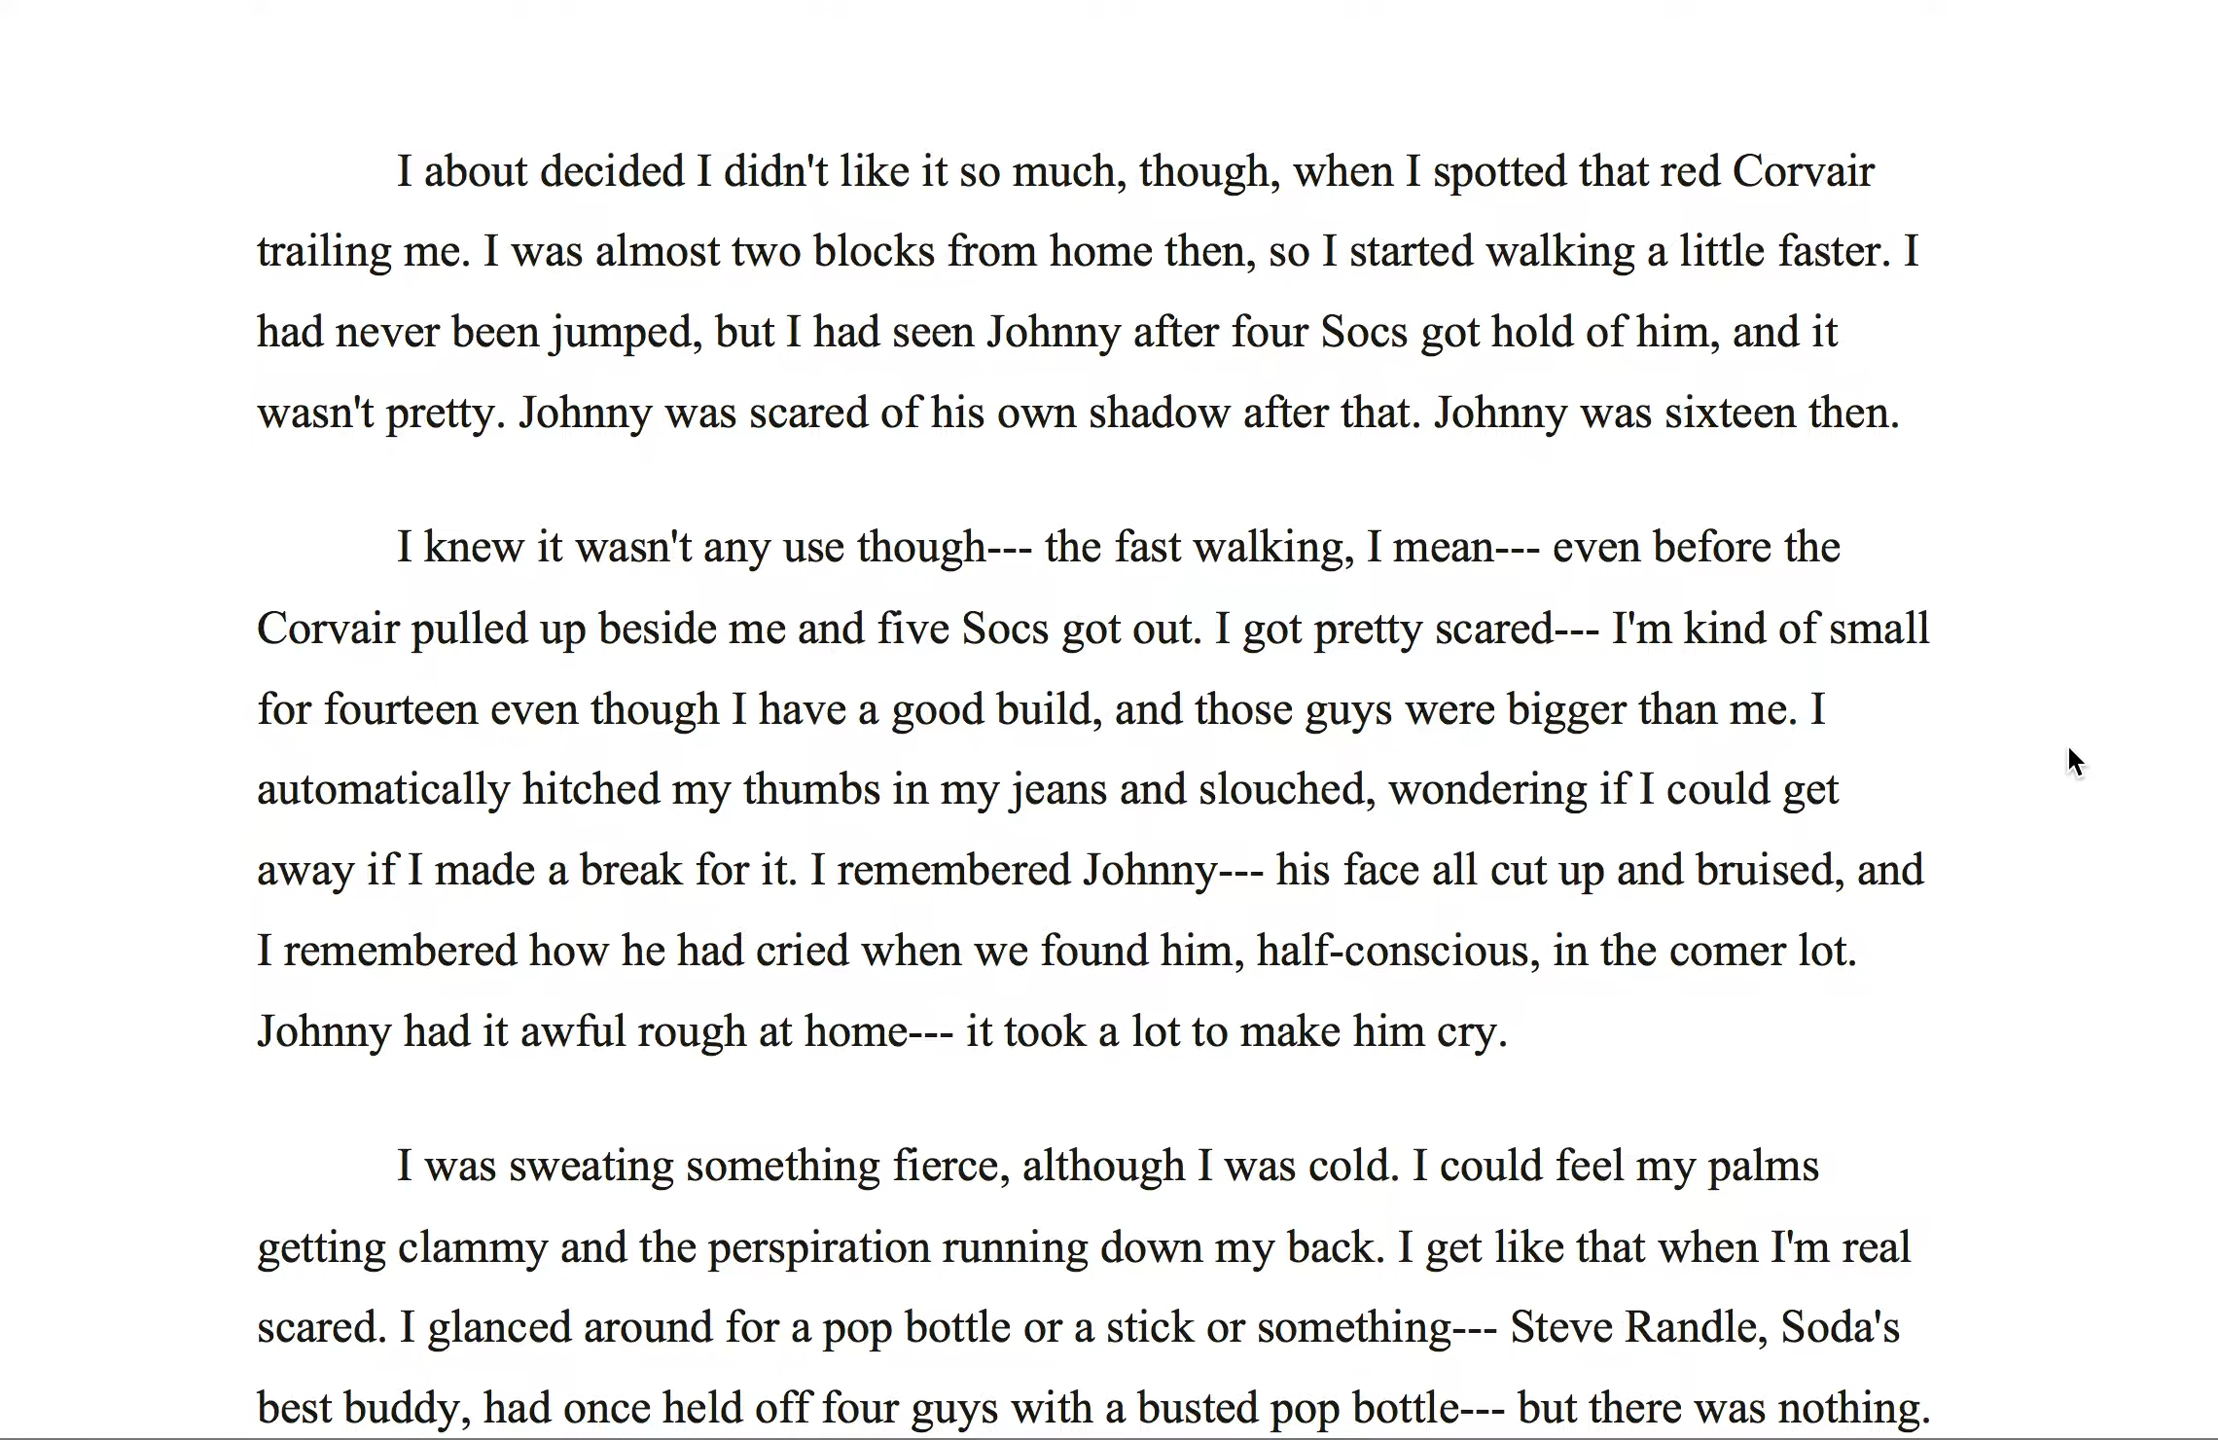 I about decided I didn't like it so much, though, when I spotted that red Corvair
trailing me. I was almost two blocks from home then, so I started walking a little faster. I
had never been jumped, but I had seen Johnny after four Socs got hold of him, and it
wasn't pretty. Johnny was scared of his own shadow after that. Johnny was sixteen then.
I knew it wasn't any use though--- the fast walking, I mean--- even before the
Corvair pulled up beside me and five Socs got out. I got pretty scared--- I'm kind of small
for fourteen even though I have a good build, and those guys were bigger than me. I
automatically hitched my thumbs in my jeans and slouched, wondering if I could get
away if I made a break for it. I remembered Johnny--- his face all cut up and bruised, and
I remembered how he had cried when we found him, half-conscious, in the comer lot.
Johnny had it awful rough at home--- it took a lot to make him cry.
I was sweating something fierce, although I was cold. I could feel my palms
getting clammy and the perspiration running down my back. I get like that when I'm real
scared. I glanced around for a pop bottle or a stick or something--- Steve Randle, Soda's
best buddy, had once held off four guys with a busted pop bottle--- but there was nothing.